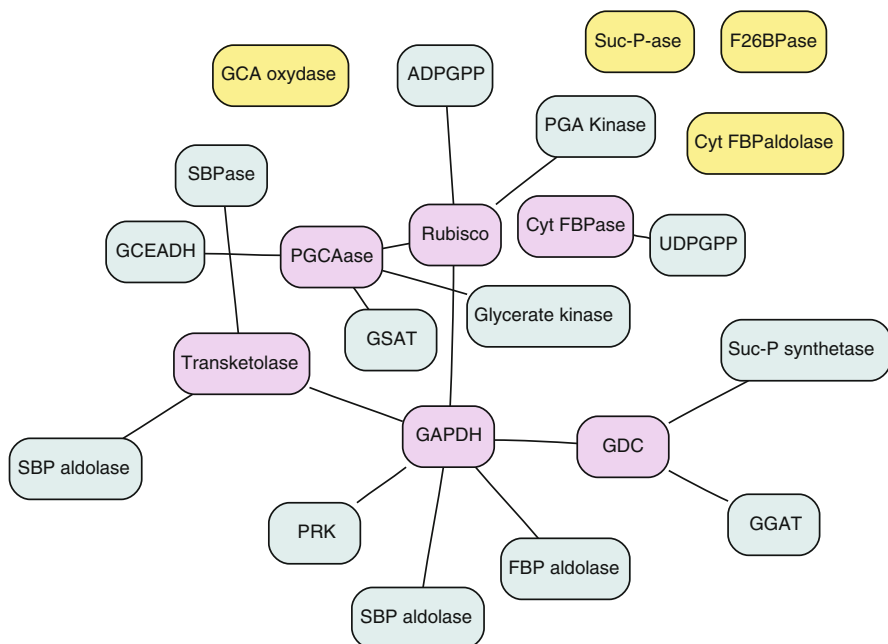 Suc-P-ase
F26BPase
GCA oxydase
ADPGPP
PGA Kinase
Cyt FBPaldolase
SBPase
Rubisco
Cyt FBPase
GCEADH
PGCAase
UDPGPP
Glycerate kinase
GSAT
Suc-P synthetase
Transketolase
GAPDH
GDC
SBP aldolase
PRK
GGAT
FBP aldolase
SBP aldolase